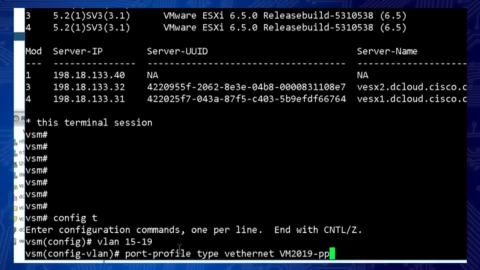 3    5.2(1)SV3(3.1)    VMware ESXi 6.5.0 Releasebuild-5310538 (6.5)
4    5.2(1)SV3(3.1)    VMware ESXi 6.5.0 Releasebuild-5310538 (6.5)
Mod  Server-IP        Server-UUID                           Server-Name
1    198.18.133.40    NA                                    NA
3    198.18.133.32    4220955f-2062-8e3e-04b8-0000831108e7  vesx2.dcloud.cisco.c
4    198.18.133.31    422025f7-043a-87f5-c403-5b9efdf66764  vesx1.dcloud.cisco.c
* this terminal session
vsm#
vsm#
vsm#
vsm#
vsm#
vsm#
vsm#
vsm# config t
Enter configuration commands, one per line.  End with CNTL/Z.
vsm(config)# vlan 15-19
vsm(config-vlan)# port-profile type vethernet VM2019-pp